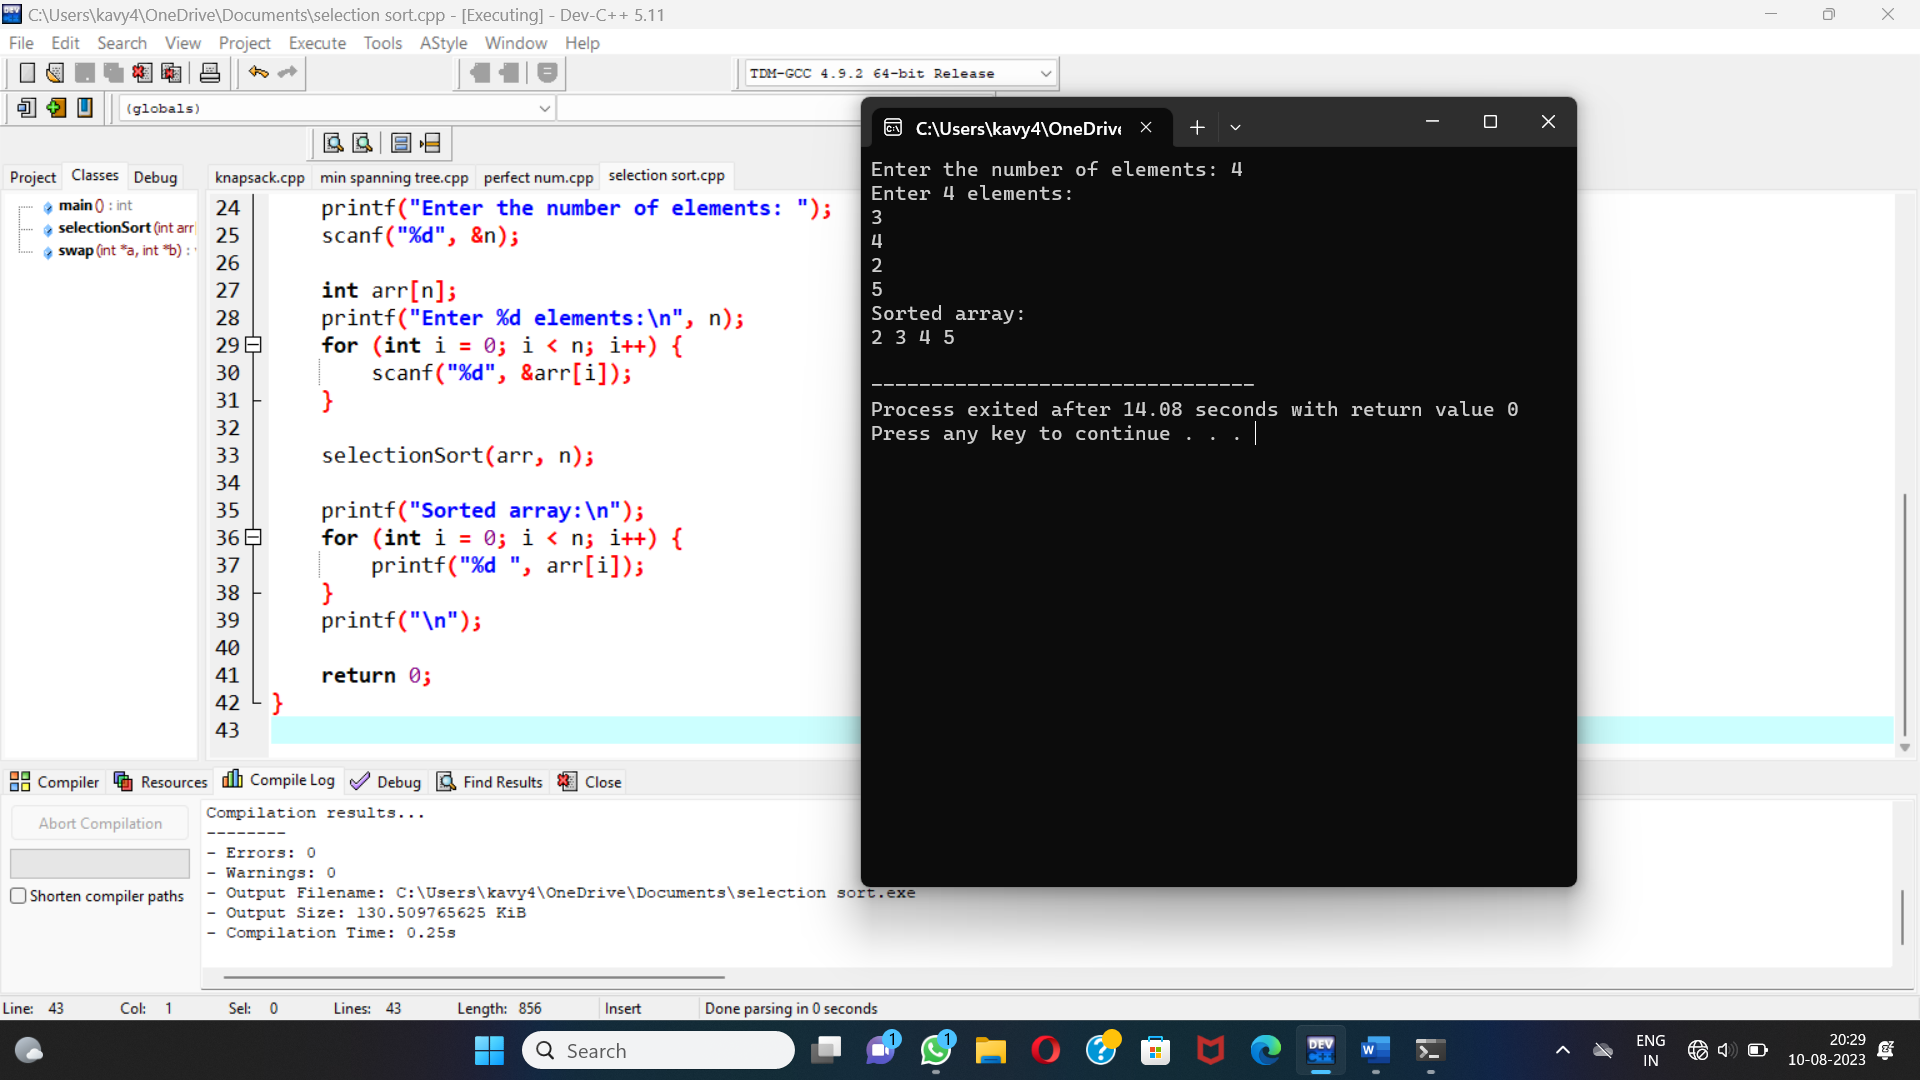 C:\Users\kavy4\OneDrive\Documents\selection sort.cpp - [Executing] - Dev-C++ 5.11
File Edit Search View Project Execute Tools AStyle Window Help
TDM-GCC 4.9.2 64-bit Release
(globals)
Project Classes Debug
main () : int
selectionSort (int arr
swap (int *a, int *b) :
knapsack.cpp min spanning tree.cpp perfect num.cpp selection sort.cpp
24 printf("Enter the number of elements: ");
25 scanf("%d", &n);
26
27 int arr[n];
28 printf("Enter %d elements:\n", n);
29 for (int i = 0; i < n; i++) {
30 scanf("%d", &arr[i]);
31 }
32
33 selectionSort(arr, n);
34
35 printf("Sorted array:\n");
36 for (int i = 0; i < n; i++) {
37 printf("%d ", arr[i]);
38 }
39 printf("\n");
40
41 return 0;
42 }
43
C:\Users\kavy4\OneDrive
Enter the number of elements: 4
Enter 4 elements:
3
4
2
5
Sorted array:
2 3 4 5
--------------------------------
Process exited after 14.08 seconds with return value 0
Press any key to continue . . .
Compiler Resources Compile Log Debug Find Results Close
Abort Compilation
Shorten compiler paths
Compilation results...
--------
- Errors: 0
- Warnings: 0
- Output Filename: C:\Users\kavy4\OneDrive\Documents\selection sort.exe
- Output Size: 130.509765625 KiB
- Compilation Time: 0.25s
Line: 43 Col: 1 Sel: 0 Lines: 43 Length: 856 Insert Done parsing in 0 seconds
Search
1
1
DEV
C++
W
ENG
IN
20:29
10-08-2023